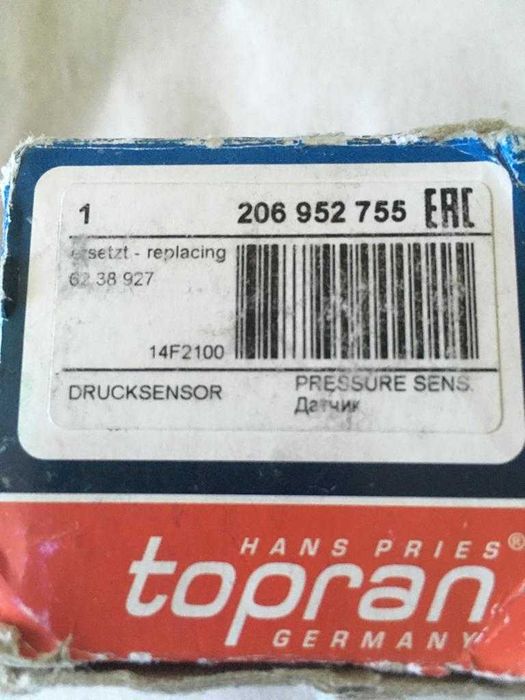 1 206 952 755 EAC
ersetzt - replacing
62 38 927
14F2100
DRUCKSENSOR PRESSURE SENS.
Датчик
HANS PRIES®
topran
GERMANY